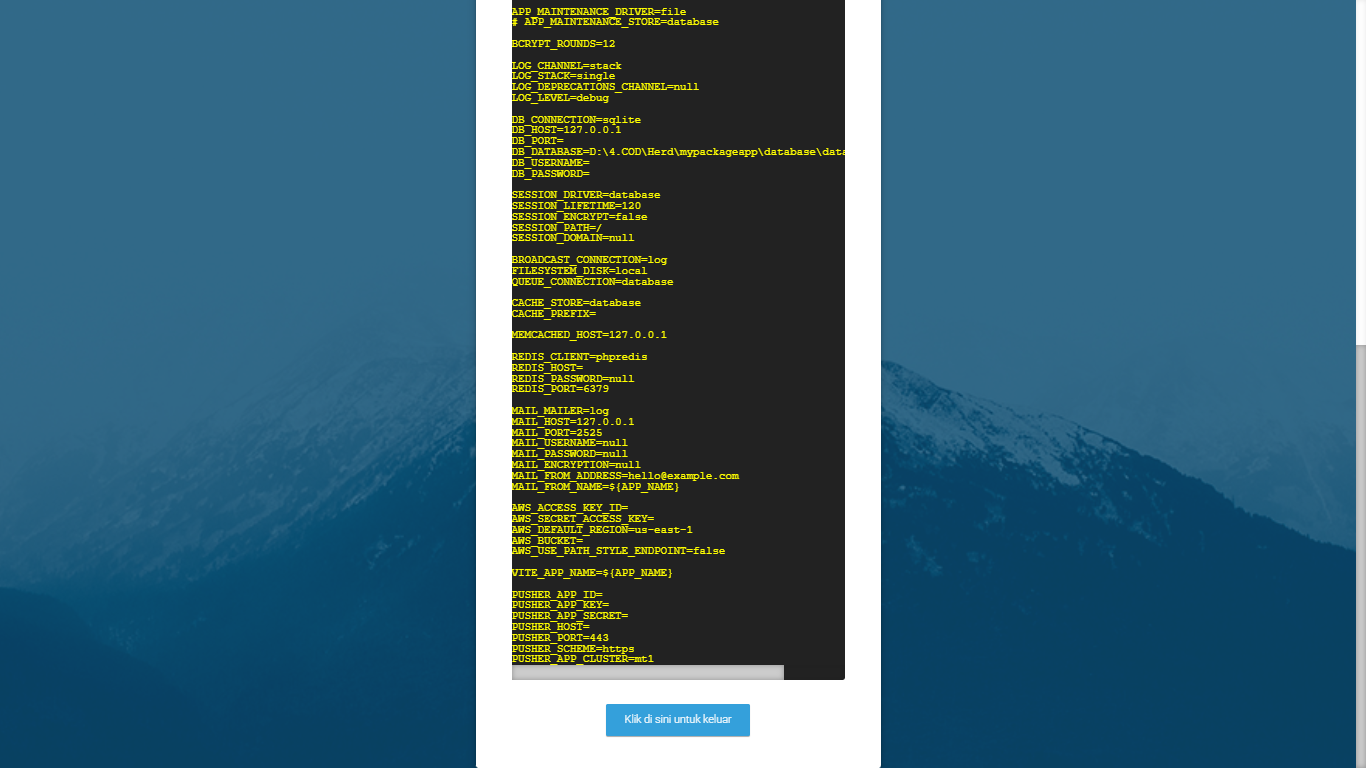 APP_MAINTENANCE_DRIVER=file
# APP_MAINTENANCE_STORE=database
BCRYPT_ROUNDS=12
LOG_CHANNEL=stack
LOG_STACK=single
LOG_DEPRECATIONS_CHANNEL=null
LOG_LEVEL=debug
DB_CONNECTION=sqlite
DB_HOST=127.0.0.1
DB_PORT=
DB_DATABASE=D:\4.COD\Herd\mypackageapp\database\data
DB_USERNAME=
DB_PASSWORD=
SESSION_DRIVER=database
SESSION_LIFETIME=120
SESSION_ENCRYPT=false
SESSION_PATH=/
SESSION_DOMAIN=null
BROADCAST_CONNECTION=log
FILESYSTEM_DISK=local
QUEUE_CONNECTION=database
CACHE_STORE=database
CACHE_PREFIX=
MEMCACHED_HOST=127.0.0.1
REDIS_CLIENT=phpredis
REDIS_HOST=
REDIS_PASSWORD=null
REDIS_PORT=6379
MAIL_MAILER=log
MAIL_HOST=127.0.0.1
MAIL_PORT=2525
MAIL_USERNAME=null
MAIL_PASSWORD=null
MAIL_ENCRYPTION=null
MAIL_FROM_ADDRESS=hello@example.com
MAIL_FROM_NAME=${APP_NAME}
AWS_ACCESS_KEY_ID=
AWS_SECRET_ACCESS_KEY=
AWS_DEFAULT_REGION=us-east-1
AWS_BUCKET=
AWS_USE_PATH_STYLE_ENDPOINT=false
VITE_APP_NAME=${APP_NAME}
PUSHER_APP_ID=
PUSHER_APP_KEY=
PUSHER_APP_SECRET=
PUSHER_HOST=
PUSHER_PORT=443
PUSHER_SCHEME=https
PUSHER_APP_CLUSTER=mt1
Klik di sini untuk keluar